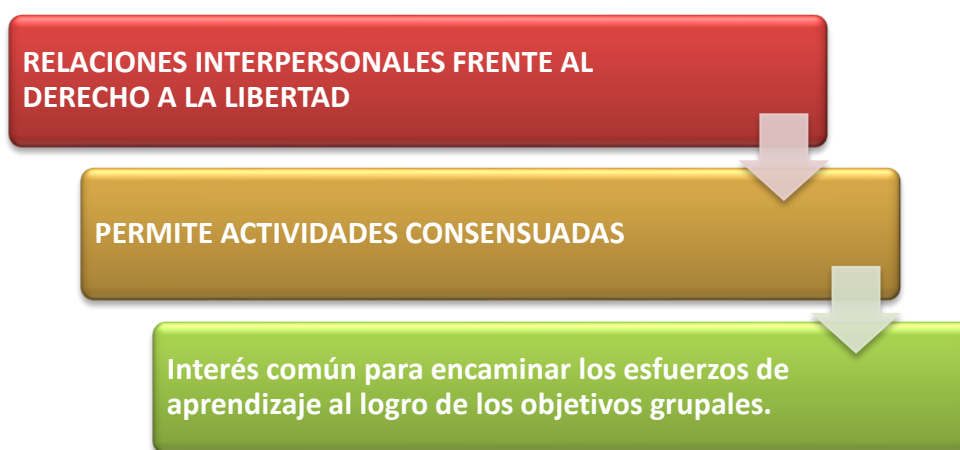 RELACIONES INTERPERSONALES FRENTE AL
DERECHO A LA LIBERTAD
PERMITE ACTIVIDADES CONSENSUADAS
Interés común para encaminar los esfuerzos de
aprendizaje al logro de los objetivos grupales.